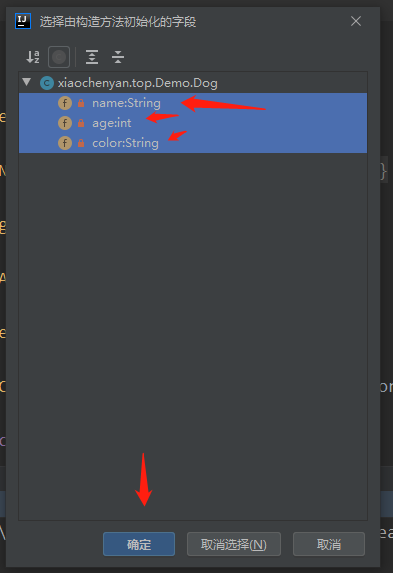 选择由构造方法初始化的字段
xiaochenyan.top.Demo.Dog
name:String
age:int
color:String
确定
取消选择(N)
取消